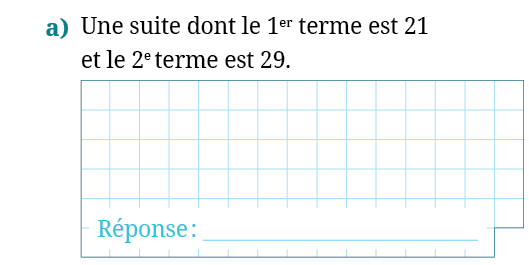 a) Une suite dont le 1er terme est 21
et le 2e terme est 29.
Réponse :